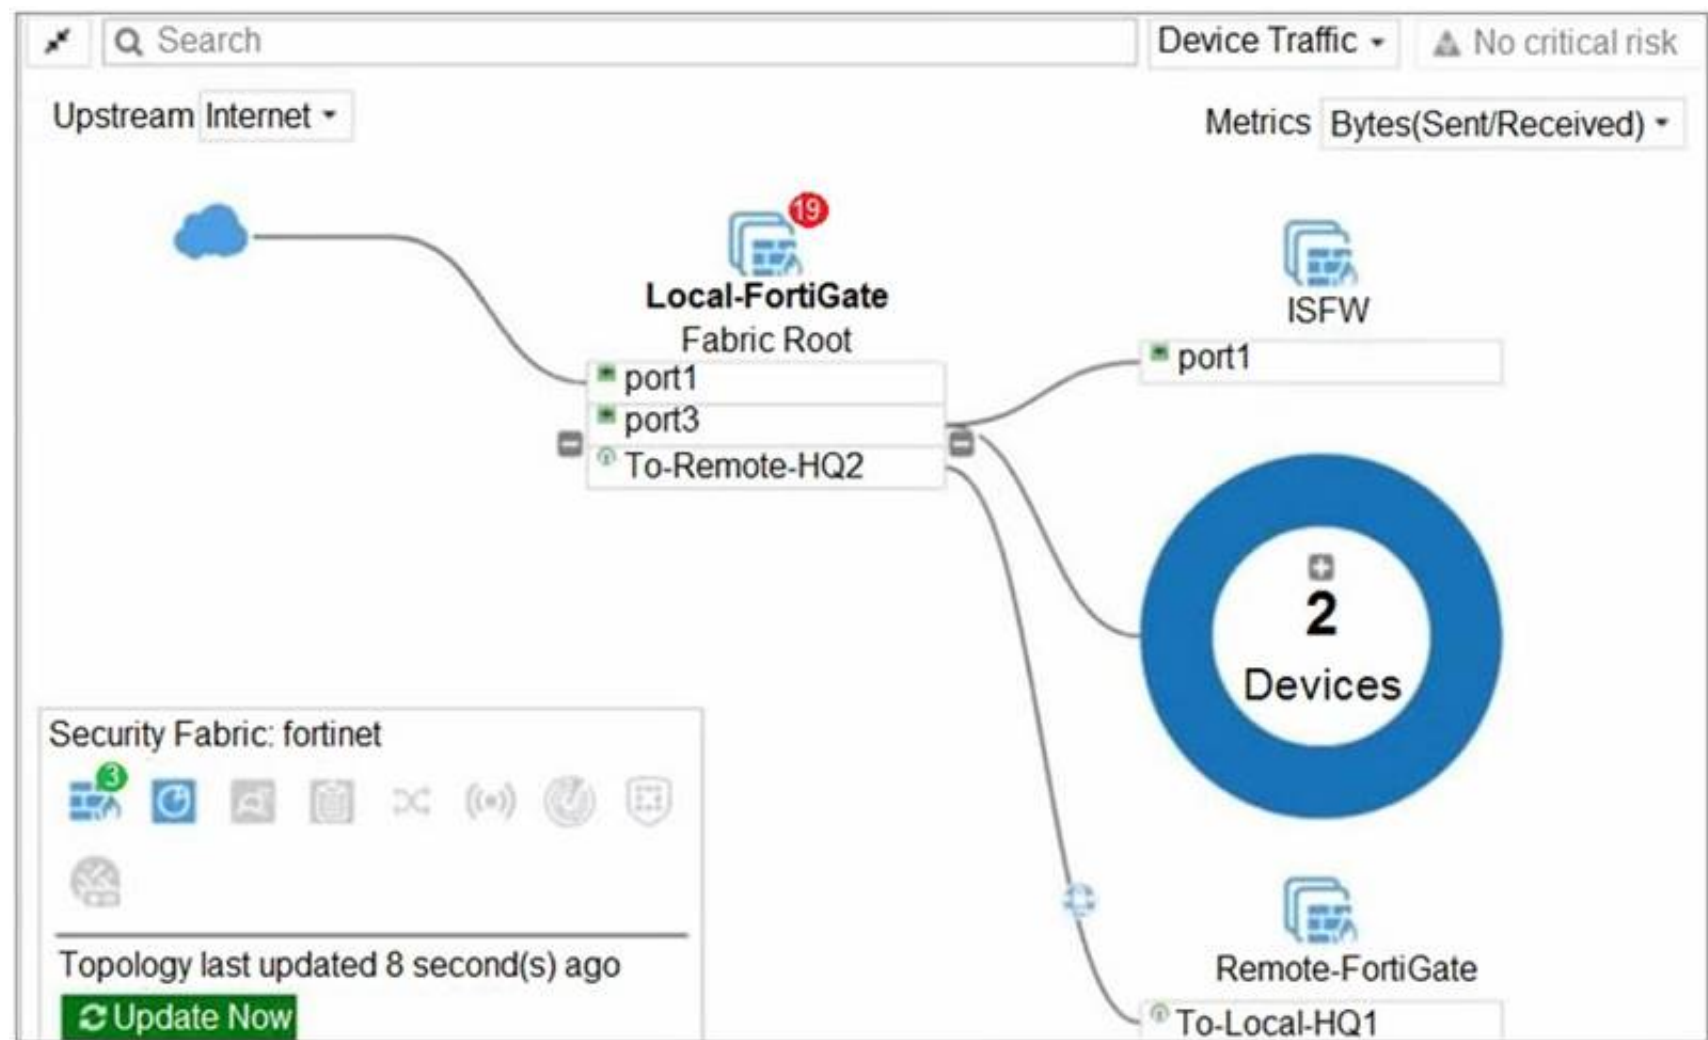 Search
Device Traffic
No critical risk
Upstream Internet
Metrics Bytes(Sent/Received)
19
Local-FortiGate
Fabric Root
port1
port3
To-Remote-HQ2
ISFW
port1
2
Devices
Security Fabric: fortinet
3
Topology last updated 8 second(s) ago
Update Now
Remote-FortiGate
To-Local-HQ1